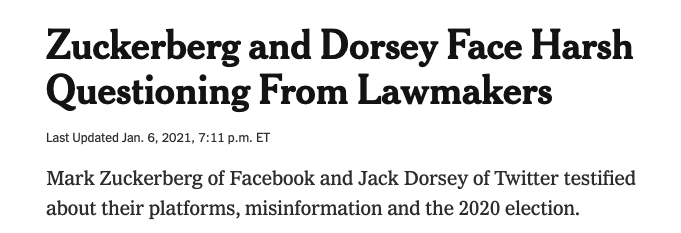 Zuckerberg and Dorsey Face Harsh
Questioning From Lawmakers
Last Updated Jan. 6, 2021, 7:11 p.m. ET
Mark Zuckerberg of Facebook and Jack Dorsey of Twitter testified
about their platforms, misinformation and the 2020 election.